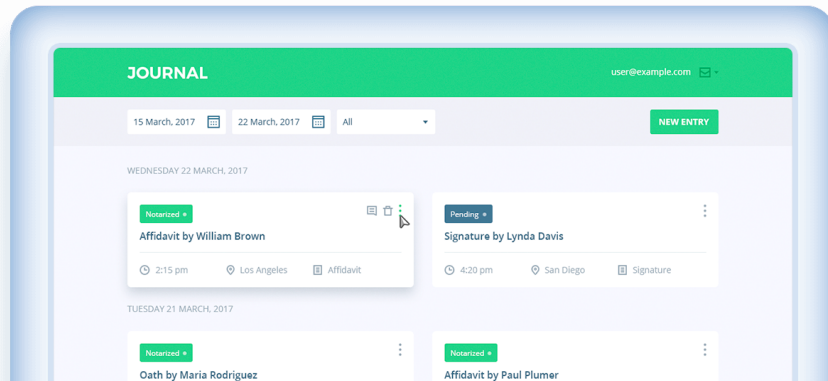 JOURNAL
user@example.com
15 March, 2017
22 March, 2017
All
NEW ENTRY
WEDNESDAY 22 MARCH, 2017
Notarized
Affidavit by William Brown
2:15 pm
Los Angeles
Affidavit
Pending
Signature by Lynda Davis
4:20 pm
San Diego
Signature
TUESDAY 21 MARCH, 2017
Notarized
Oath by Maria Rodriguez
Notarized
Affidavit by Paul Plumer